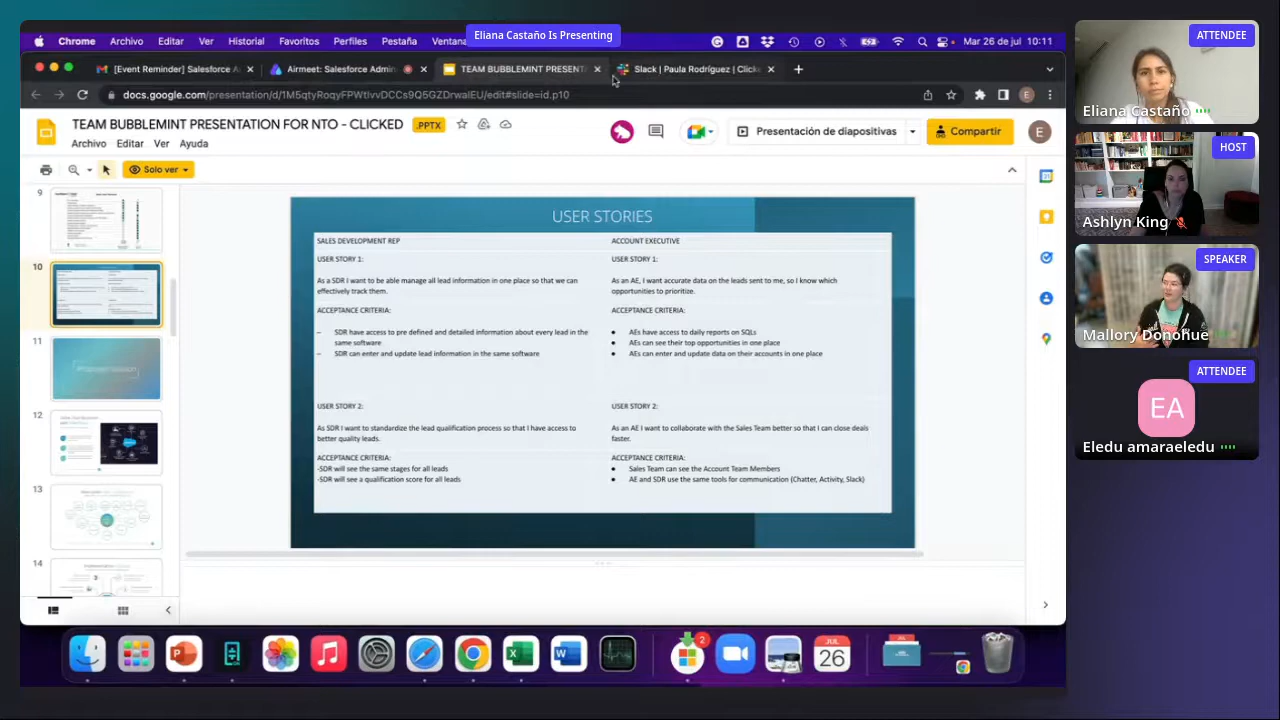 Eliana Castaño Is Presenting
Chrome Archivo Editar Ver Historial Favoritos Perfiles Pestaña Ventana
Mar 26 de jul 10:11
[Event Reminder] Salesforce A
Airmeet: Salesforce Admin
TEAM BUBBLEMINT PRESENT
Slack | Paula Rodríguez | Click
docs.google.com/presentation/d/1M5qtyRoqyFPWtIvvDCCs9Q5GZDrwalEU/edit#slide=id.p10
TEAM BUBBLEMINT PRESENTATION FOR NTO - CLICKED
PPTX
Archivo Editar Ver Ayuda
Presentación de diapositivas
Compartir
E
Solo ver
9
10
11
12
13
14
USER STORIES
SALES DEVELOPMENT REP
USER STORY 1:
As a SDR I want to be able manage all lead information in one place so that we can
effectively track them.
ACCEPTANCE CRITERIA:
– SDR have access to pre defined and detailed information about every lead in the
same software
– SDR can enter and update lead information in the same software
USER STORY 2:
As SDR I want to standardize the lead qualification process so that I have access to
better quality leads.
ACCEPTANCE CRITERIA:
-SDR will see the same stages for all leads
-SDR will see a qualification score for all leads
ACCOUNT EXECUTIVE
USER STORY 1:
As an AE, I want accurate data on the leads sent to me, so I know which
opportunities to prioritize.
ACCEPTANCE CRITERIA:
● AEs have access to daily reports on SQLs
● AEs can see their top opportunities in one place
● AEs can enter and update data on their accounts in one place
USER STORY 2:
As an AE I want to collaborate with the Sales Team better so that I can close deals
faster.
ACCEPTANCE CRITERIA:
● Sales Team can see the Account Team Members
● AE and SDR use the same tools for communication (Chatter, Activity, Slack)
2
JUL
26
ATTENDEE
Eliana Castaño
HOST
Ashlyn King
SPEAKER
Mallory Donohue
ATTENDEE
EA
Eledu amaraeledu